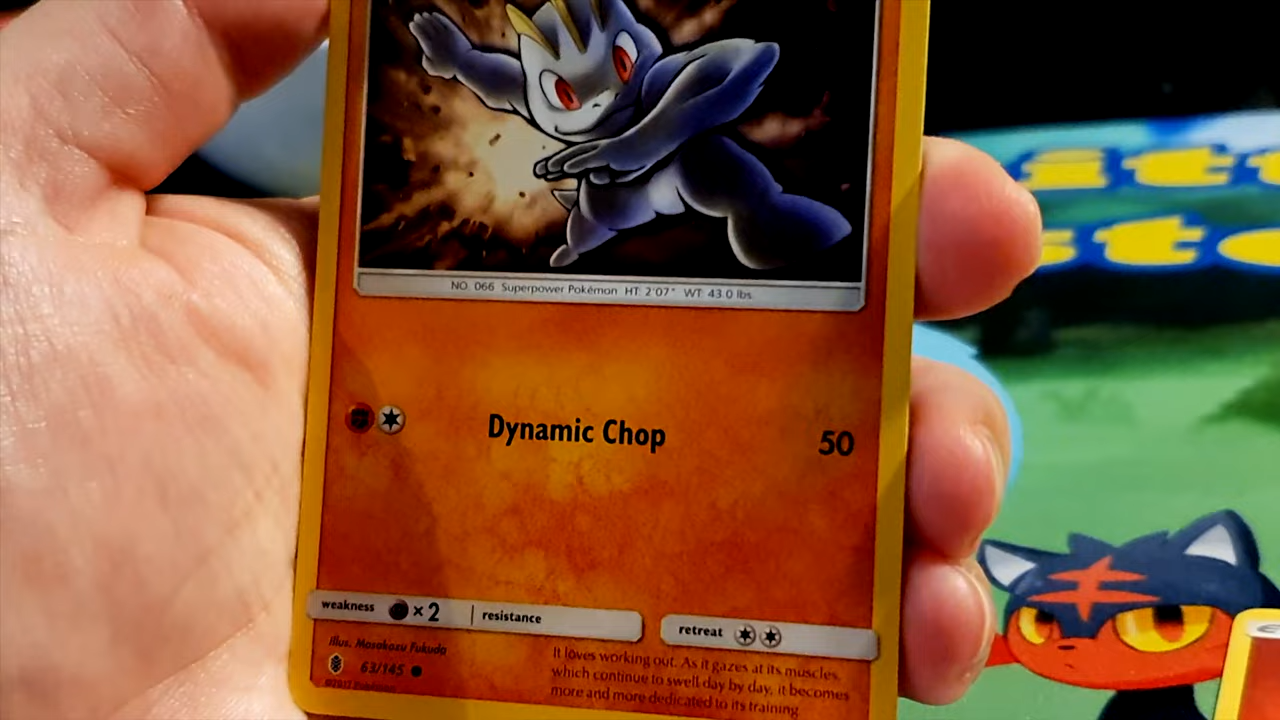 NO. 066 Superpower Pokémon HT: 2'07" WT: 43.0 lbs.
Dynamic Chop 50
weakness ×2 resistance retreat
Illus. Masakazu Fukuda
63/145
©2017 Pokémon
It loves working out. As it gazes at its muscles,
which continue to swell day by day, it becomes
more and more dedicated to its training.